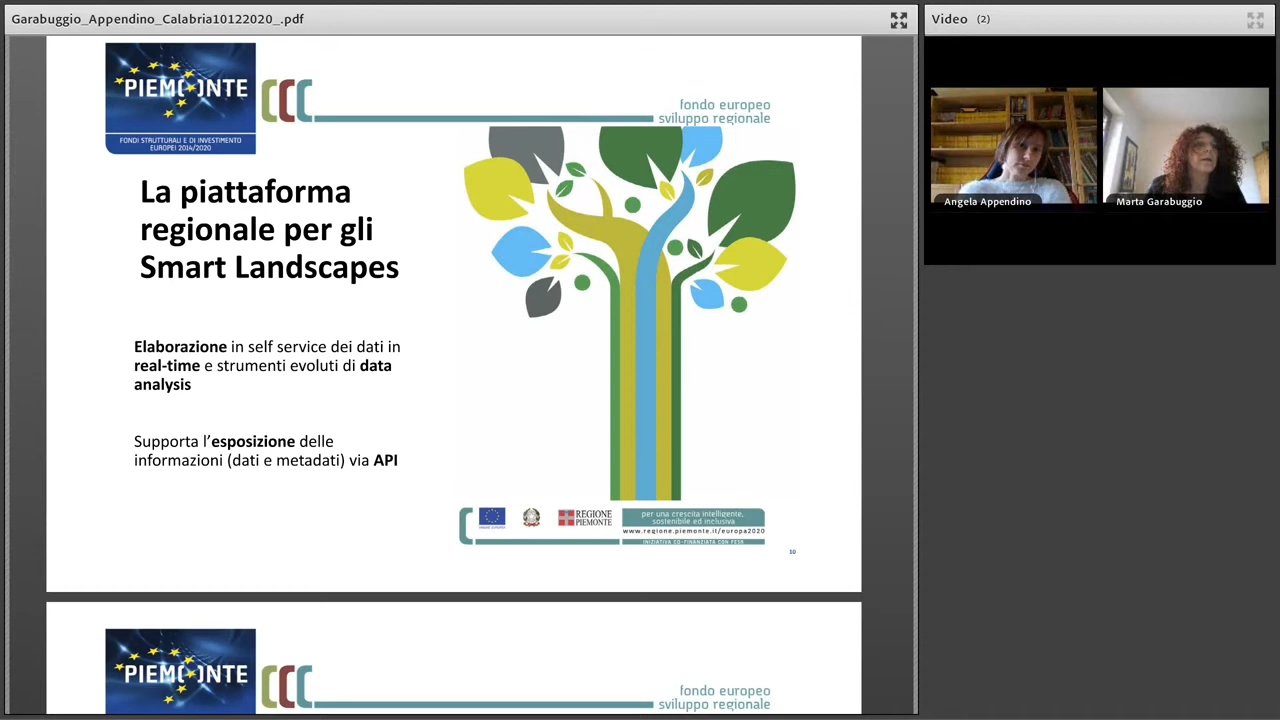 Garabuggio_Appendino_Calabria10122020_.pdf
Video (2)
PIEMONTE
FONDI STRUTTURALI E DI INVESTIMENTO
EUROPEI 2014/2020
fondo europeo
sviluppo regionale
La piattaforma
regionale per gli
Smart Landscapes
Elaborazione in self service dei dati in
real-time e strumenti evoluti di data
analysis
Supporta l’esposizione delle
informazioni (dati e metadati) via API
REGIONE
PIEMONTE
per una crescita intelligente,
sostenibile ed inclusiva
www.regione.piemonte.it/europa2020
INIZIATIVA CO-FINANZIATA CON FESR
10
Angela Appendino
Marta Garabuggio
PIEMONTE
fondo europeo
sviluppo regionale